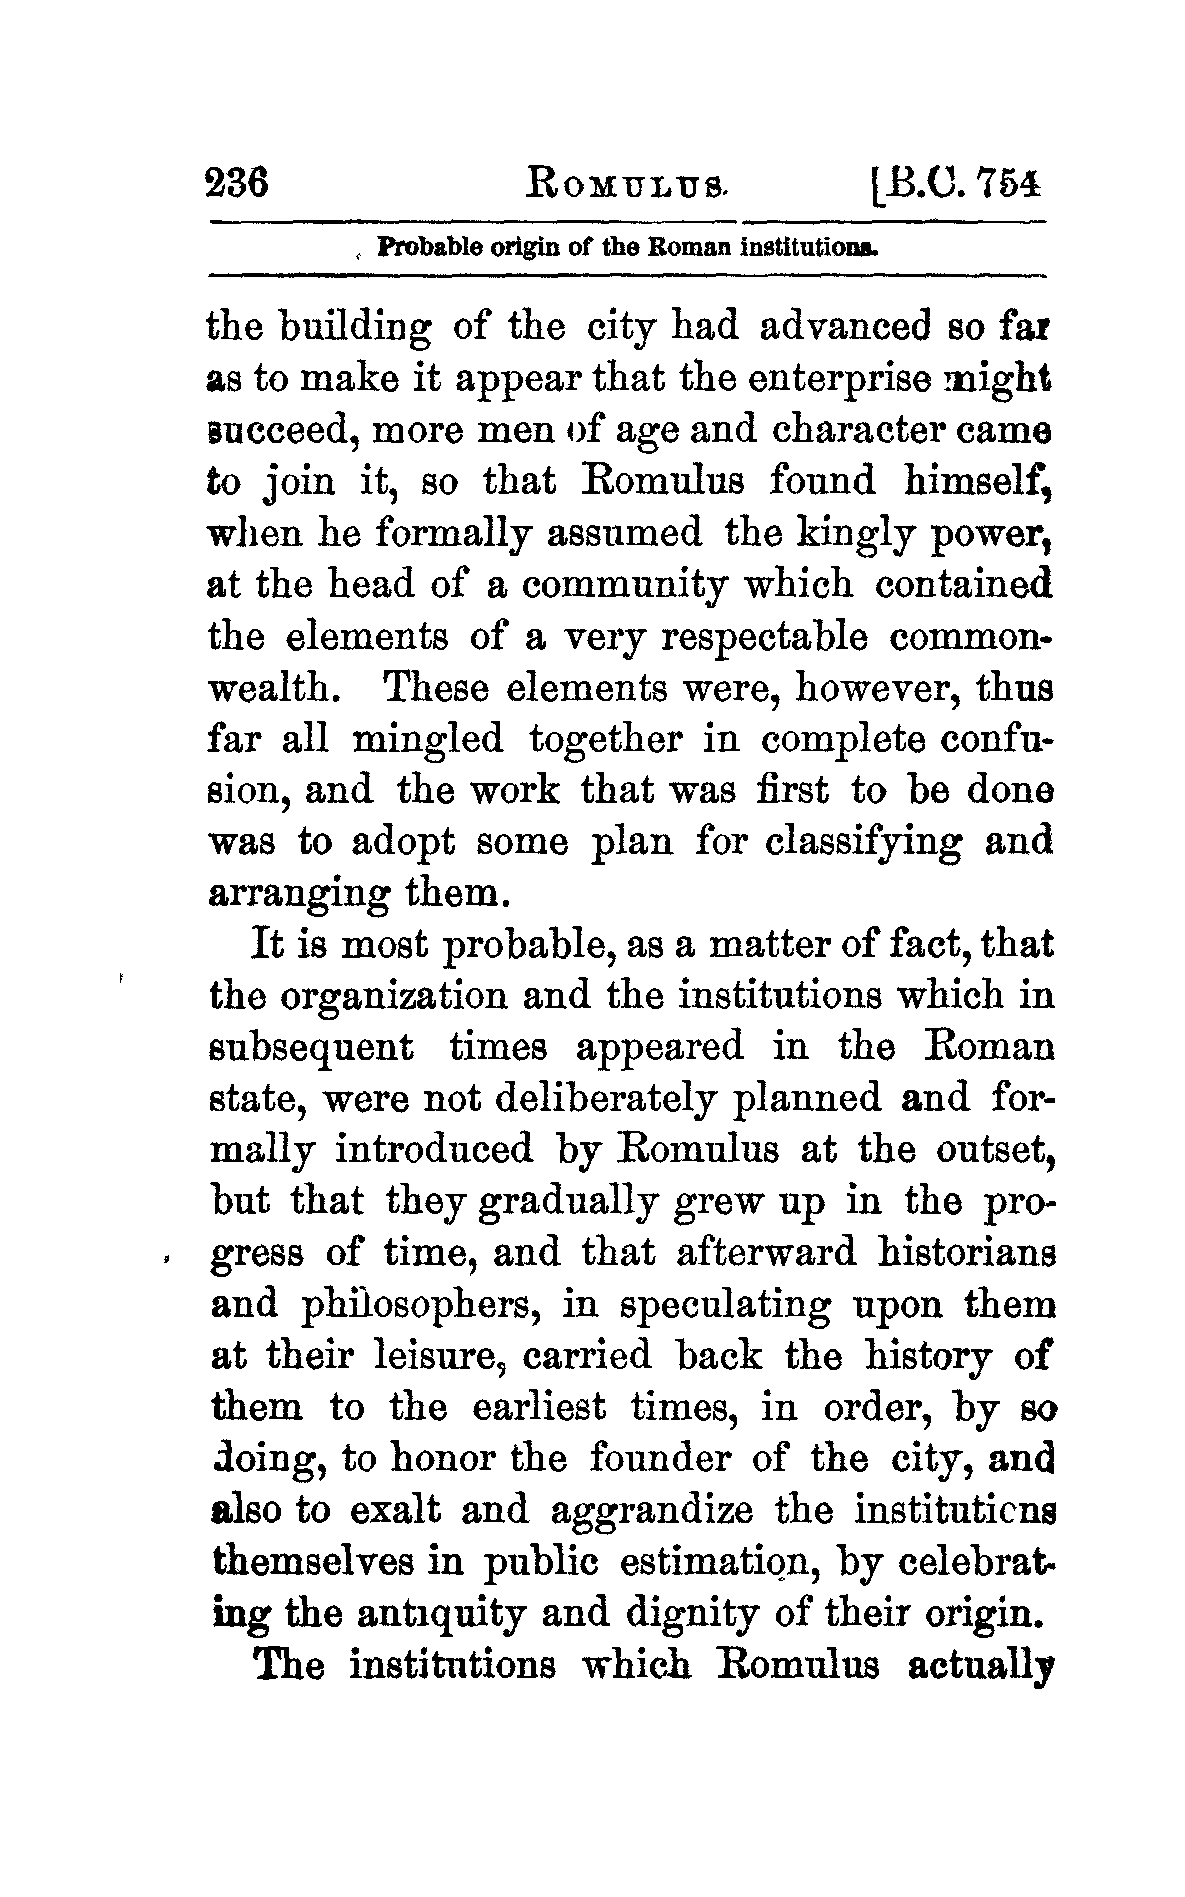 236 ROMULUS. [B.C. 754
Probable origin of the Roman institutions.
the building of the city had advanced so far
as to make it appear that the enterprise might
succeed, more men of age and character came
to join it, so that Romulus found himself,
when he formally assumed the kingly power,
at the head of a community which contained
the elements of a very respectable common-
wealth. These elements were, however, thus
far all mingled together in complete confu-
sion, and the work that was first to be done
was to adopt some plan for classifying and
arranging them.
It is most probable, as a matter of fact, that
the organization and the institutions which in
subsequent times appeared in the Roman
state, were not deliberately planned and for-
mally introduced by Romulus at the outset,
but that they gradually grew up in the pro-
gress of time, and that afterward historians
and philosophers, in speculating upon them
at their leisure, carried back the history of
them to the earliest times, in order, by so
doing, to honor the founder of the city, and
also to exalt and aggrandize the institutions
themselves in public estimation, by celebrat-
ing the antiquity and dignity of their origin.
The institutions which Romulus actually